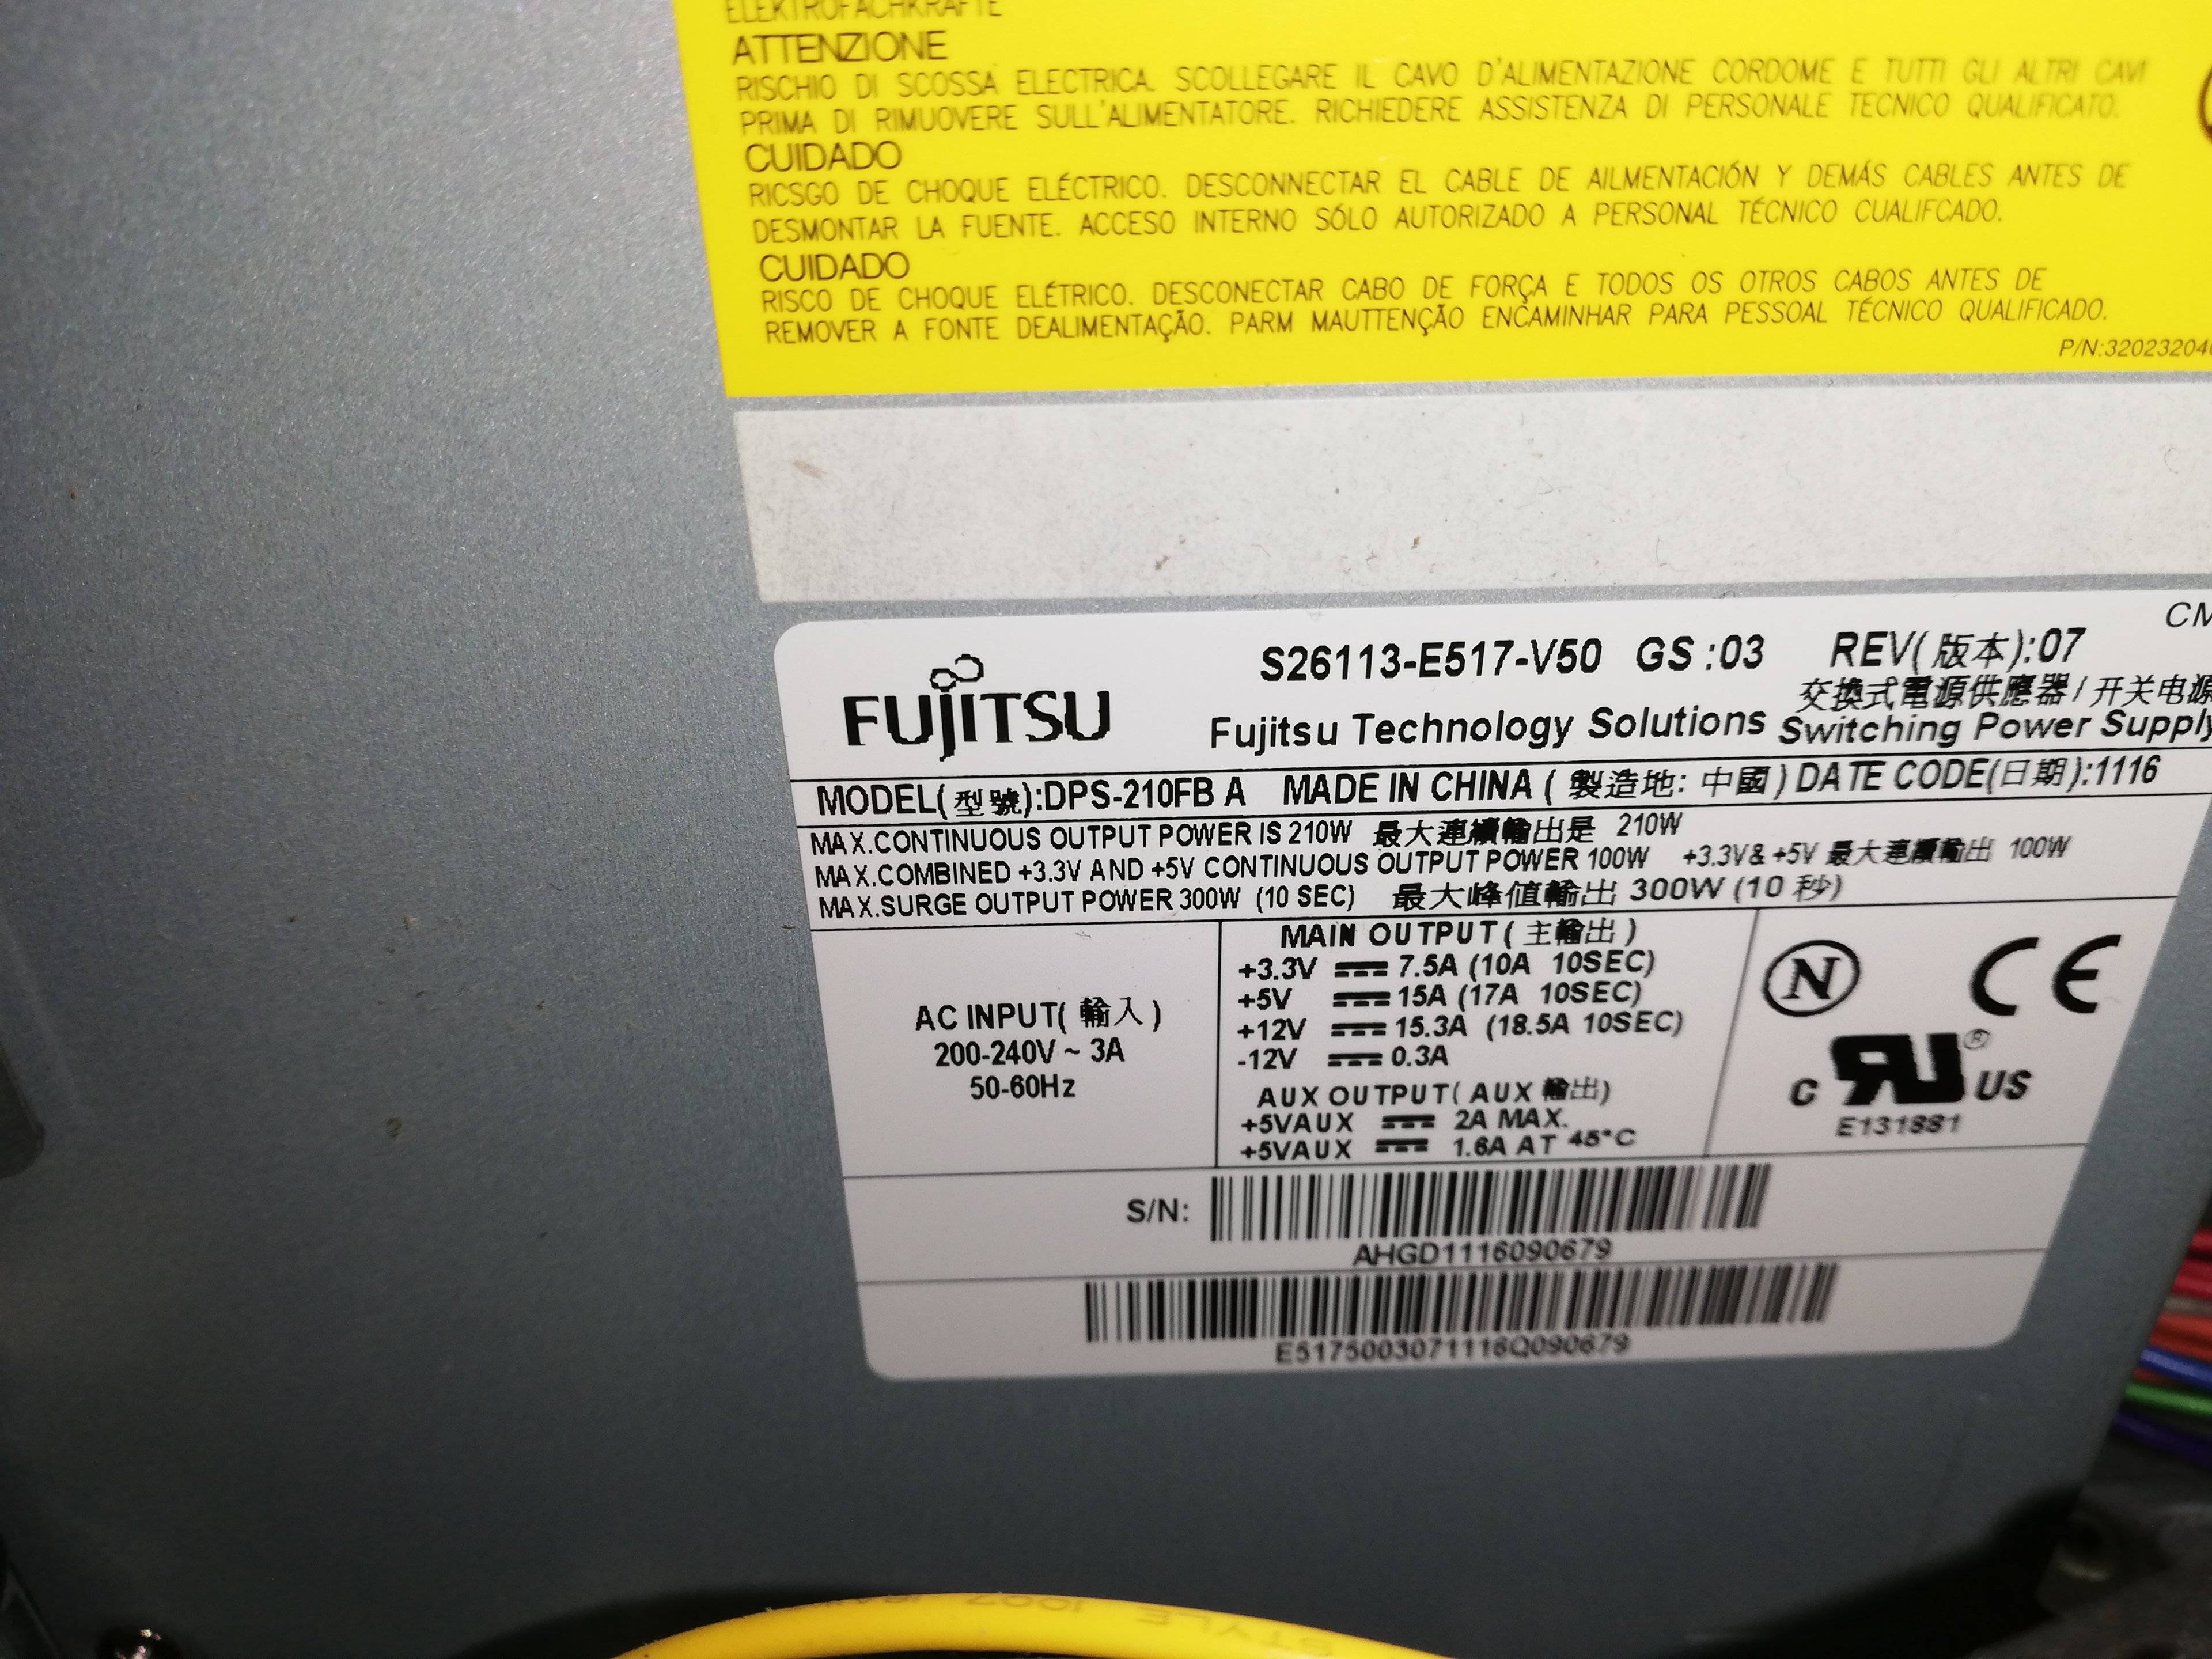 ELEKTROFACHKRÄFTE
ATTENZIONE
RISCHIO DI SCOSSA ELECTRICA. SCOLLEGARE IL CAVO D'ALIMENTAZIONE CORDOME E TUTTI GLI ALTRI CAVI
PRIMA DI RIMUOVERE SULL'ALIMENTATORE. RICHIEDERE ASSISTENZA DI PERSONALE TECNICO QUALIFICATO.
CUIDADO
RICSGO DE CHOQUE ELÉCTRICO. DESCONNECTAR EL CABLE DE AILMENTACIÓN Y DEMÁS CABLES ANTES DE
DESMONTAR LA FUENTE. ACCESO INTERNO SÓLO AUTORIZADO A PERSONAL TÉCNICO CUALIFCADO.
CUIDADO
RISCO DE CHOQUE ELÉTRICO. DESCONECTAR CABO DE FORÇA E TODOS OS OTROS CABOS ANTES DE
REMOVER A FONTE DEALIMENTAÇÃO. PARM MAUTTENÇÃO ENCAMINHAR PARA PESSOAL TÉCNICO QUALIFICADO.
P/N:320232040
CM
S26113-E517-V50 GS :03 REV(版本):07
交換式電源供應器/开关电源
FUJITSU Fujitsu Technology Solutions Switching Power Supply
MODEL(型號):DPS-210FB A MADE IN CHINA (製造地: 中國) DATE CODE(日期):1116
MAX.CONTINUOUS OUTPUT POWER IS 210W 最大連續輸出是 210W
MAX.COMBINED +3.3V AND +5V CONTINUOUS OUTPUT POWER 100W +3.3V& +5V 最大連續輸出 100W
MAX.SURGE OUTPUT POWER 300W (10 SEC) 最大峰值輸出 300W (10 秒)
AC INPUT( 輸入 )
200-240V ~ 3A
50-60Hz
MAIN OUTPUT ( 主輸出 )
+3.3V 7.5A (10A 10SEC)
+5V 15A (17A 10SEC)
+12V 15.3A (18.5A 10SEC)
-12V 0.3A
AUX OUTPUT( AUX 輸出)
+5VAUX 2A MAX.
+5VAUX 1.6A AT 45°C
N CE
C RU ® US
E131881
S/N:
AHGD1116090679
E5175003071116Q090679
STYLE 1007